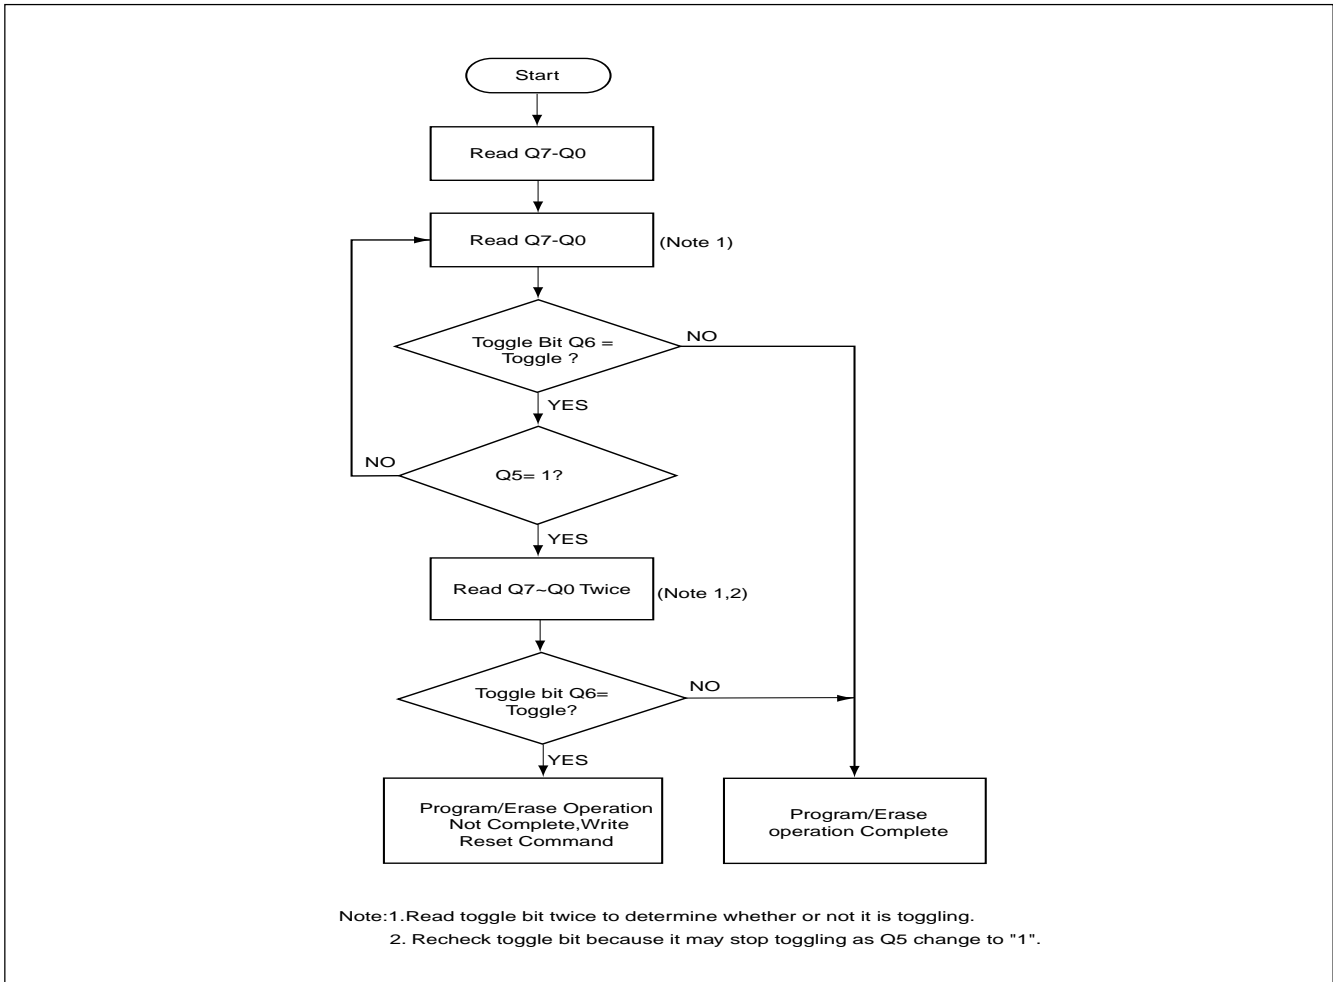 Start
Read Q7-Q0
Read Q7-Q0
(Note 1)
Toggle Bit Q6 =
Toggle ?
NO
YES
Q5= 1?
NO
YES
Read Q7~Q0 Twice
(Note 1,2)
Toggle bit Q6=
Toggle?
NO
YES
Program/Erase Operation
Not Complete,Write
Reset Command
Program/Erase
operation Complete
Note:1.Read toggle bit twice to determine whether or not it is toggling.
2. Recheck toggle bit because it may stop toggling as Q5 change to "1".